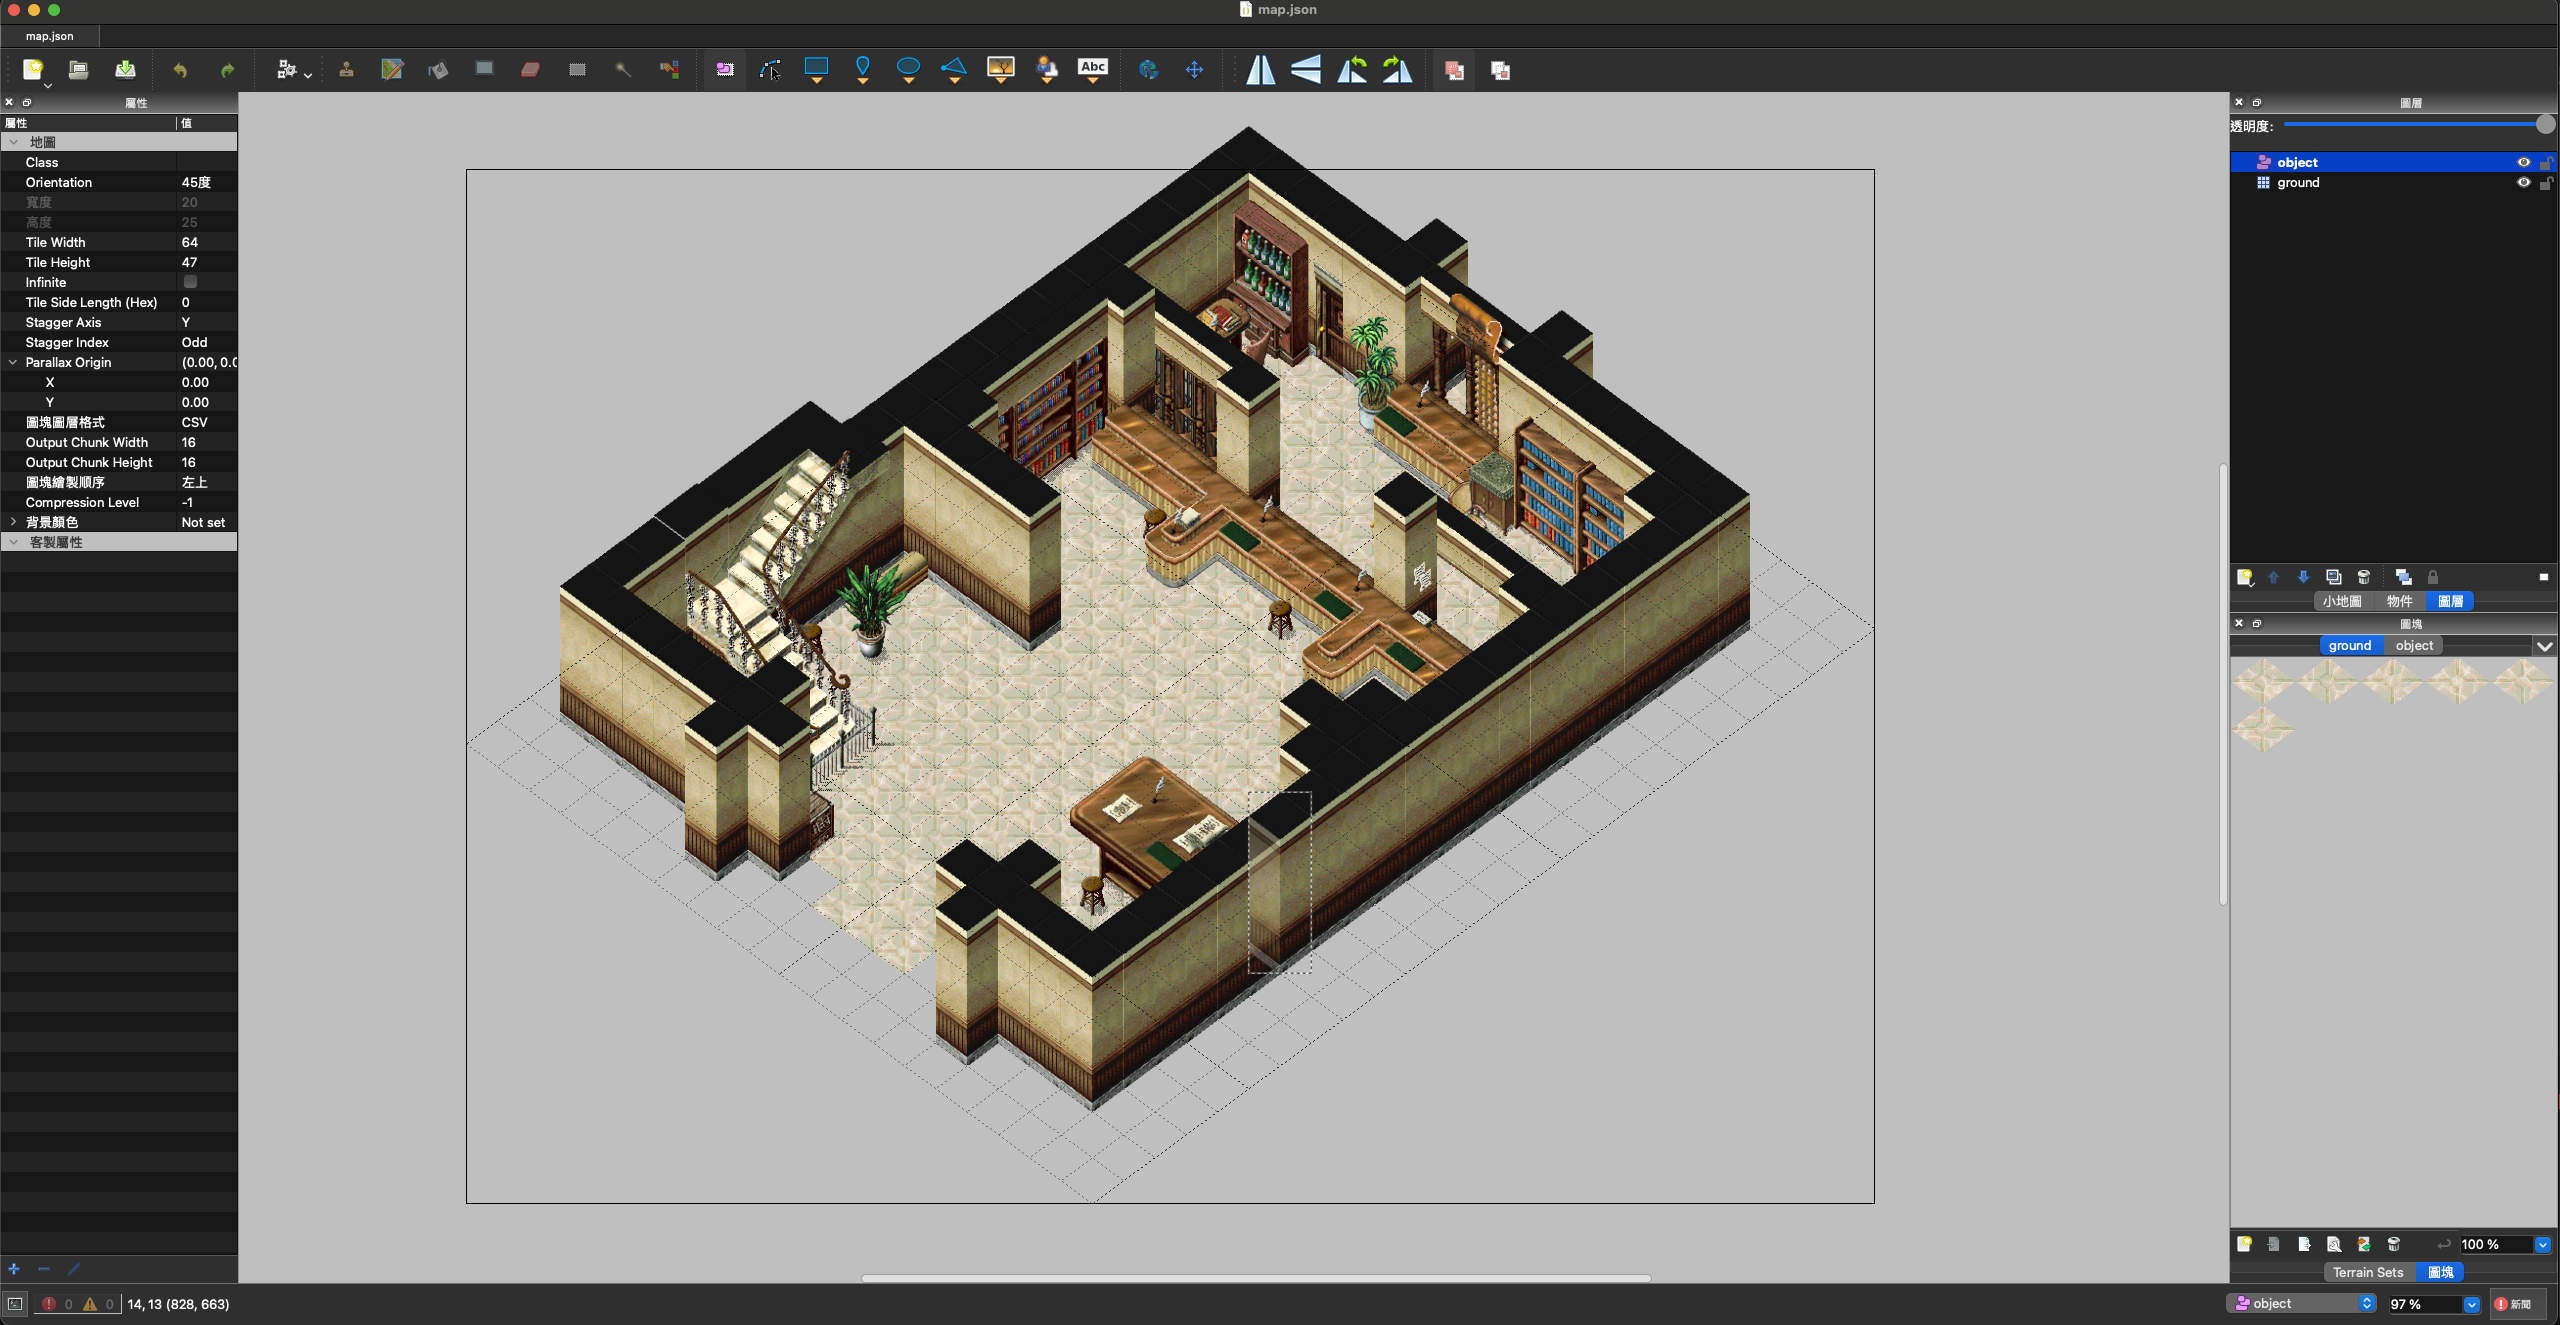 map.json
map.json
Abc
屬性
屬性 值
地圖
Class
Orientation 45度
寬度 20
高度 25
Tile Width 64
Tile Height 47
Infinite
Tile Side Length (Hex) 0
Stagger Axis Y
Stagger Index Odd
Parallax Origin (0.00, 0.0
X 0.00
Y 0.00
圖塊圖層格式 CSV
Output Chunk Width 16
Output Chunk Height 16
圖塊繪製順序 左上
Compression Level -1
背景顏色 Not set
客製屬性
圖層
透明度:
object
ground
小地圖 物件 圖層
圖塊
ground object
100 %
Terrain Sets 圖塊
0 0 14, 13 (828, 663)
object 97 % 新聞